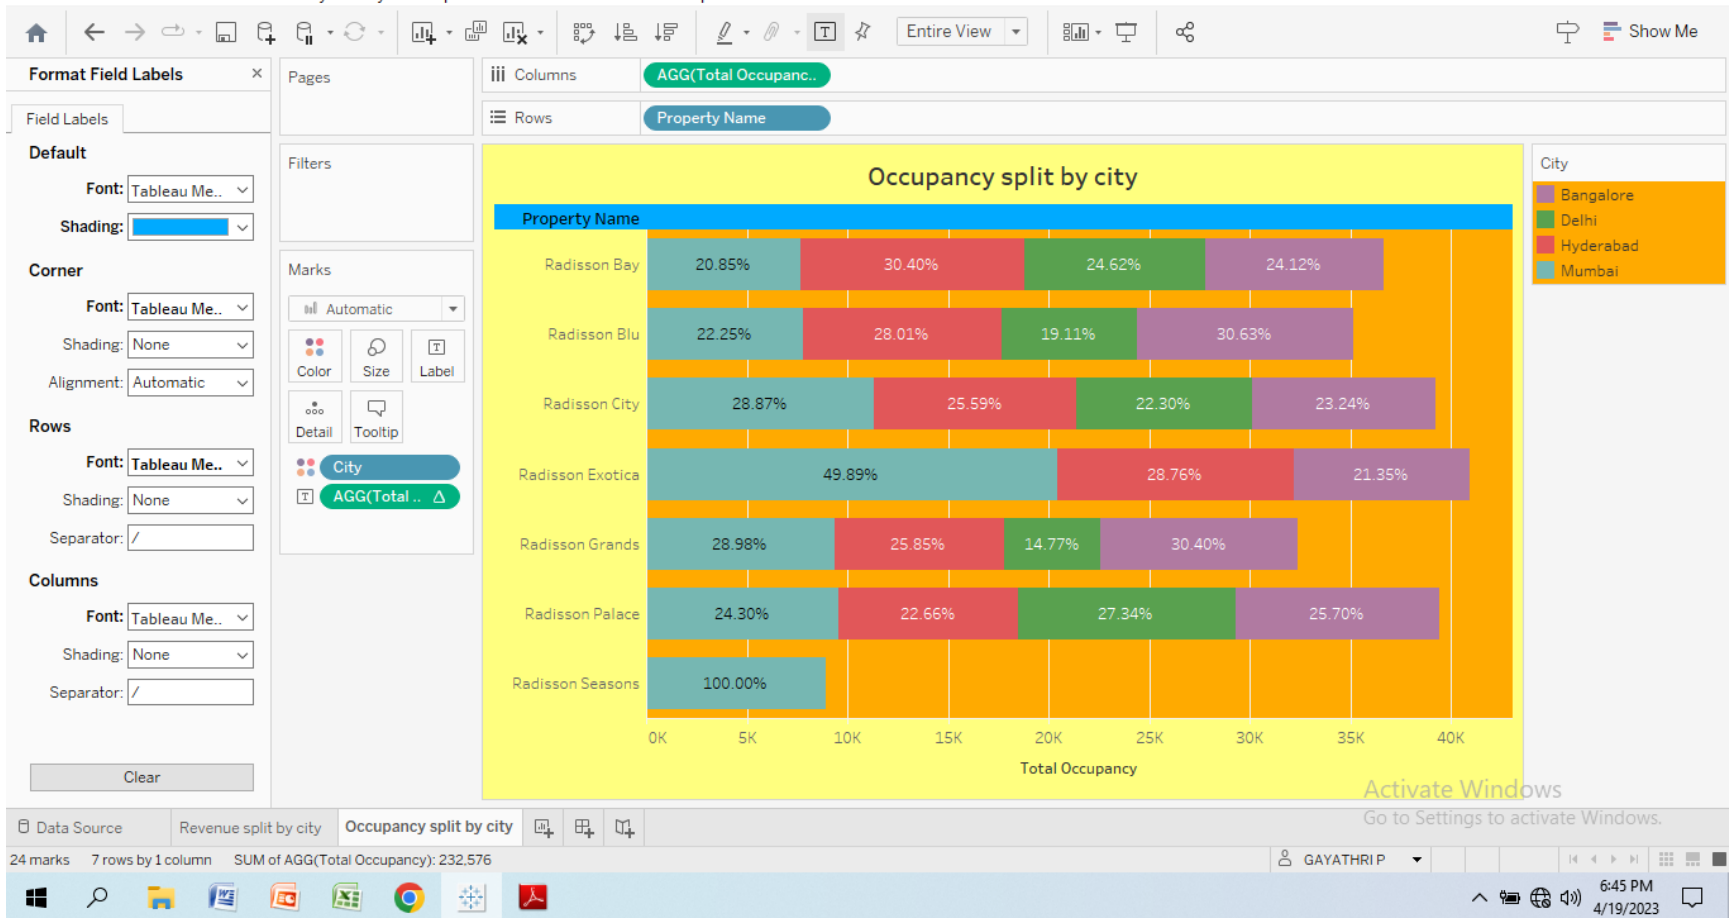 Entire View
Show Me
Format Field Labels ×
Field Labels
Default
Font: Tableau Me..
Shading:
Corner
Font: Tableau Me..
Shading: None
Alignment: Automatic
Rows
Font: Tableau Me..
Shading: None
Separator: /
Columns
Font: Tableau Me..
Shading: None
Separator: /
Clear
Pages
Filters
Marks
Automatic
Color Size Label
Detail Tooltip
City
AGG(Total .. Δ
Columns AGG(Total Occupanc..
Rows Property Name
Occupancy split by city
Property Name
Radisson Bay 20.85% 30.40% 24.62% 24.12%
Radisson Blu 22.25% 28.01% 19.11% 30.63%
Radisson City 28.87% 25.59% 22.30% 23.24%
Radisson Exotica 49.89% 28.76% 21.35%
Radisson Grands 28.98% 25.85% 14.77% 30.40%
Radisson Palace 24.30% 22.66% 27.34% 25.70%
Radisson Seasons 100.00%
0K 5K 10K 15K 20K 25K 30K 35K 40K
Total Occupancy
City
Bangalore
Delhi
Hyderabad
Mumbai
Activate Windows
Go to Settings to activate Windows.
Data Source Revenue split by city Occupancy split by city
24 marks 7 rows by 1 column SUM of AGG(Total Occupancy): 232,576
GAYATHRI P
6:45 PM
4/19/2023